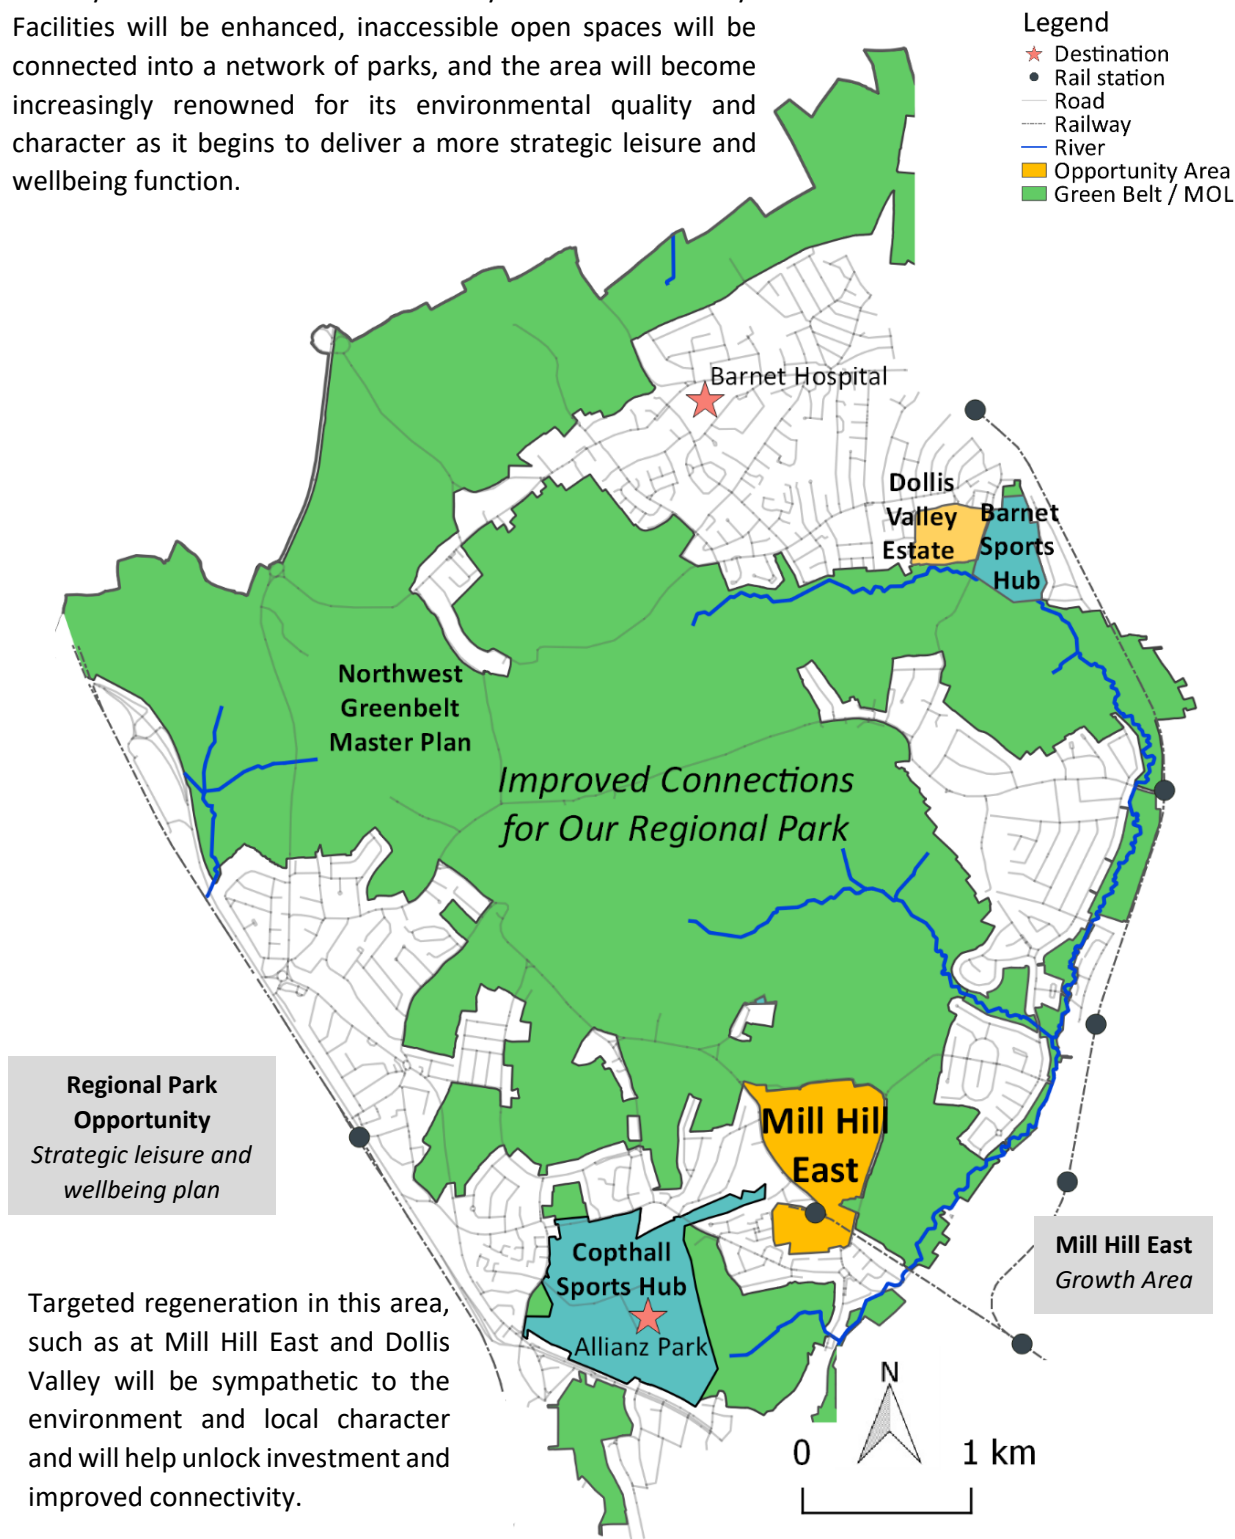 Facilities will be enhanced, inaccessible open spaces will be
connected into a network of parks, and the area will become
increasingly renowned for its environmental quality and
character as it begins to deliver a more strategic leisure and
wellbeing function.
Legend
Destination
Rail station
Road
Railway
River
Opportunity Area
Green Belt / MOL
Barnet Hospital
Dollis
Valley
Estate
Barnet
Sports
Hub
Northwest
Greenbelt
Master Plan
Improved Connections
for Our Regional Park
Regional Park
Opportunity
Strategic leisure and
wellbeing plan
Mill Hill
East
Copthall
Sports Hub
Allianz Park
Mill Hill East
Growth Area
Targeted regeneration in this area,
such as at Mill Hill East and Dollis
Valley will be sympathetic to the
environment and local character
and will help unlock investment and
improved connectivity.
N
0 1 km